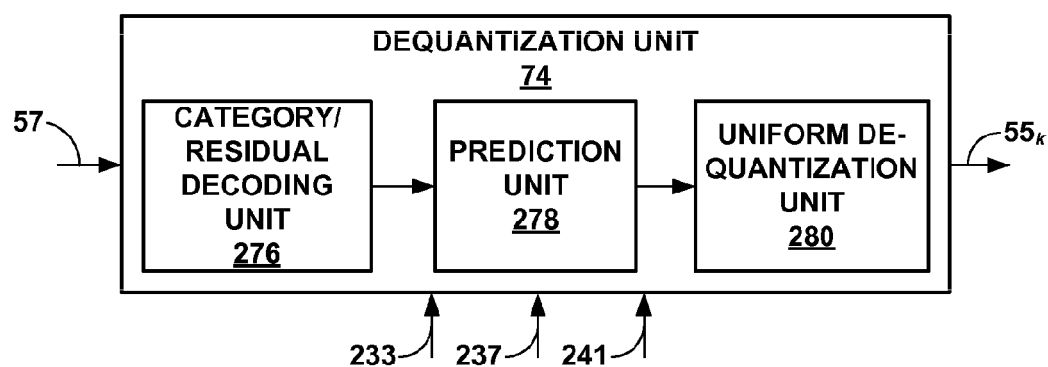 DEQUANTIZATION UNIT
74
57
CATEGORY/
RESIDUAL
DECODING
UNIT
276
PREDICTION
UNIT
278
UNIFORM DE-
QUANTIZATION
UNIT
280
55k
233
237
241